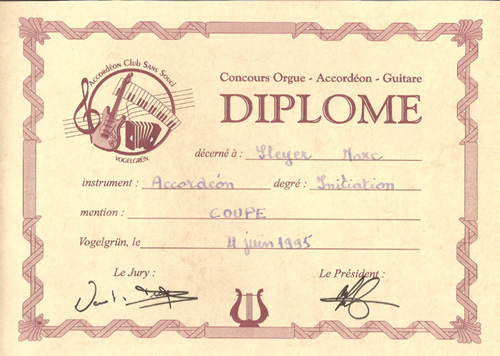 Accordéon Club Sans Souci
VOGELGRÜN
Concours Orgue - Accordéon - Guitare
DIPLOME
décerné à : Steyer Marc
instrument : Accordéon degré : Initiation
mention : COUPE
Vogelgrün, le 4 juin 1995
Le Jury : Le Président :